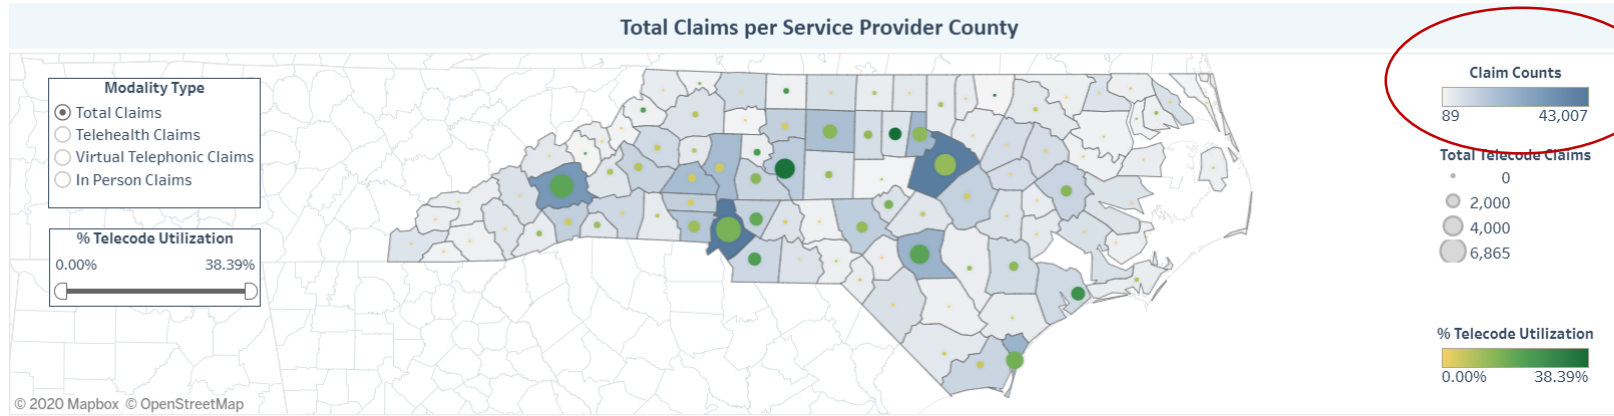 Total Claims per Service Provider County
Modality Type
Total Claims
Telehealth Claims
Virtual Telephonic Claims
In Person Claims
% Telecode Utilization
0.00% 38.39%
Claim Counts
89 43,007
Total Telecode Claims
0
2,000
4,000
6,865
% Telecode Utilization
0.00% 38.39%
© 2020 Mapbox © OpenStreetMap